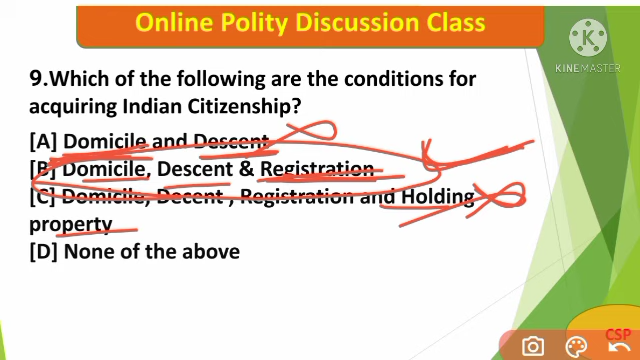 Online Polity Discussion Class
KINEMASTER
9.Which of the following are the conditions for
acquiring Indian Citizenship?
[A] Domicile and Descent
[B] Domicile, Descent & Registration
[C] Domicile, Decent , Registration and Holding
property
[D] None of the above
CSP